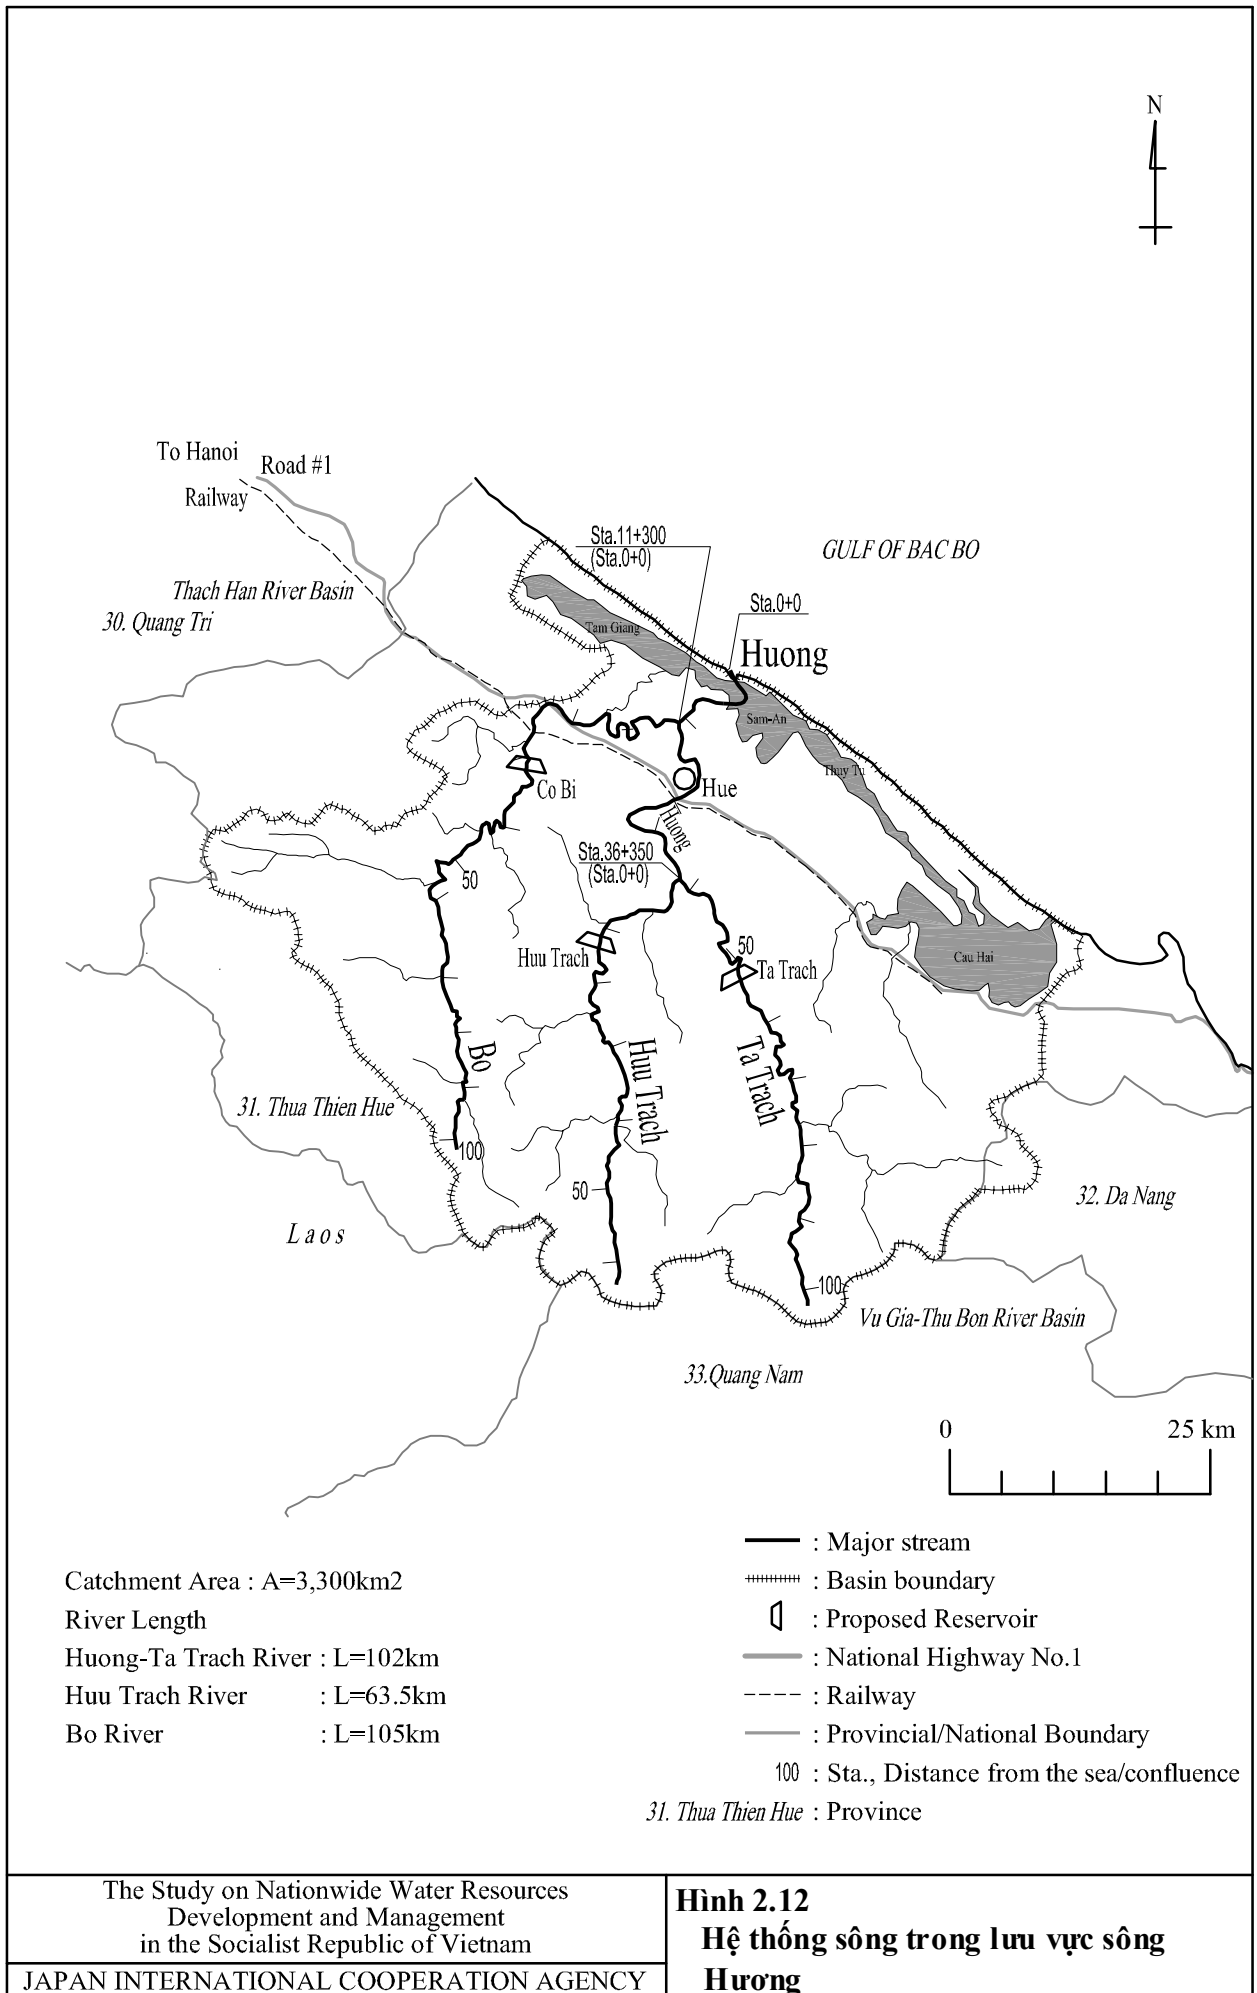 N
To Hanoi
Road #1
Railway
Sta.11+300
(Sta.0+0)
GULF OF BAC BO
Thach Han River Basin
30. Quang Tri
Sta.0+0
Tam Giang
Huong
Sam-An
Thuy Tu
Co Bi
Hue
Huong
Sta.36+350
(Sta.0+0)
50
Huu Trach
50
Ta Trach
Cau Hai
Bo
Huu Trach
Ta Trach
31. Thua Thien Hue
100
50
32. Da Nang
Laos
100
Vu Gia-Thu Bon River Basin
33.Quang Nam
0 25 km
: Major stream
: Basin boundary
: Proposed Reservoir
: National Highway No.1
: Railway
: Provincial/National Boundary
100 : Sta., Distance from the sea/confluence
31. Thua Thien Hue : Province
Catchment Area : A=3,300km2
River Length
Huong-Ta Trach River : L=102km
Huu Trach River : L=63.5km
Bo River : L=105km
The Study on Nationwide Water Resources
Development and Management
in the Socialist Republic of Vietnam
JAPAN INTERNATIONAL COOPERATION AGENCY
Hình 2.12
Hệ thống sông trong lưu vực sông
Hương